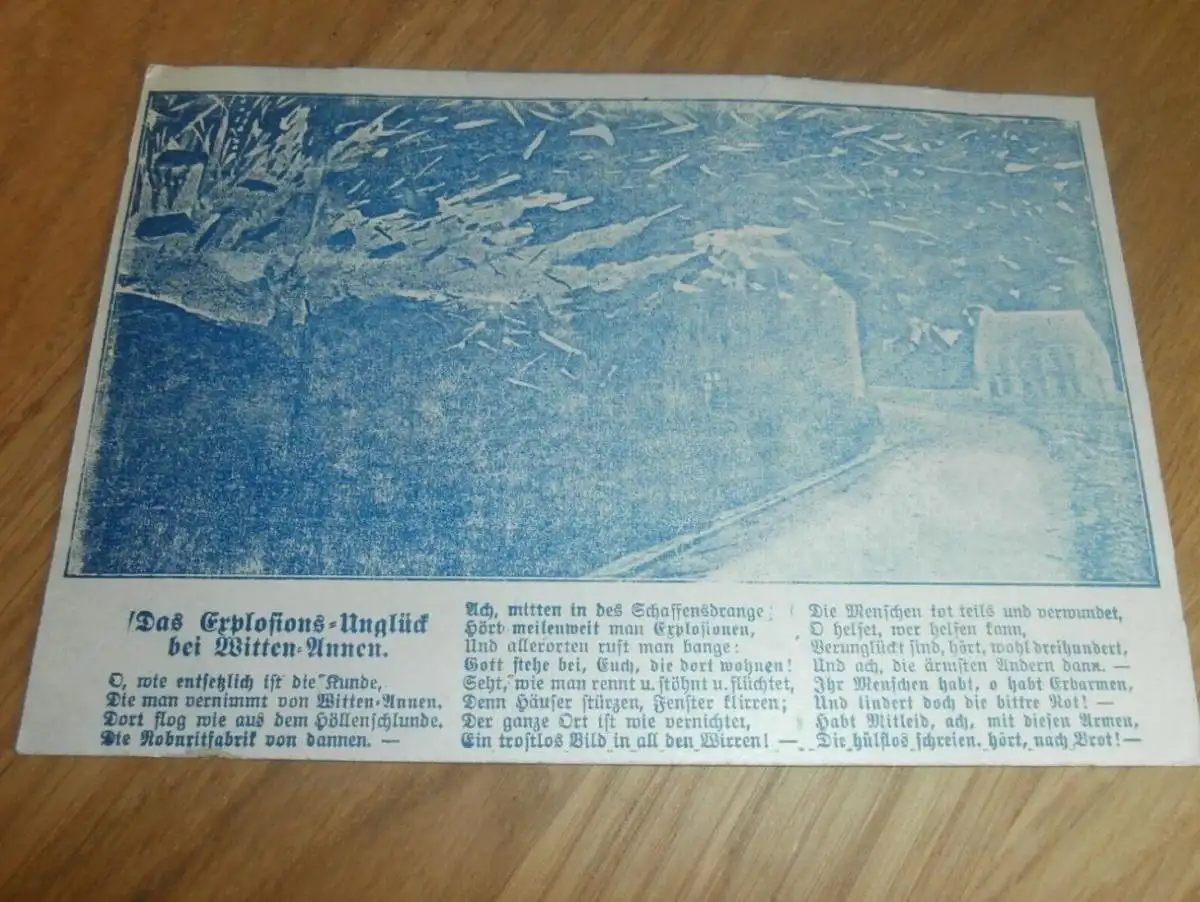 Das Explosions-Unglück
bei Witten-Annen.
O, wie entsetzlich ist die Kunde,
Die man vernimmt von Witten-Annen.
Dort flog wie aus dem Höllenschlunde.
Die Roburitfabrik von dannen. —
Ach, mitten in des Schaffensdrange;
Hört meilenweit man Explosionen,
Und allerorten ruft man bange:
Gott stehe bei, Euch, die dort wohnen!
Seht, wie man rennt u. stöhnt u. flüchtet,
Denn Häuser stürzen, Fenster klirren;
Der ganze Ort ist wie vernichtet,
Ein trostlos Bild in all den Wirren! —
Die Menschen tot teils und verwundet,
O helfet, wer helfen kann,
Verunglückt sind, hört, wohl dreihundert,
Und ach, die ärmsten Andern dann. —
Ihr Menschen habt, o habt Erbarmen,
Und lindert doch die bittre Not! —
Habt Mitleid, ach, mit diesen Armen,
Die hülflos schreien, hört, nach Brot! —